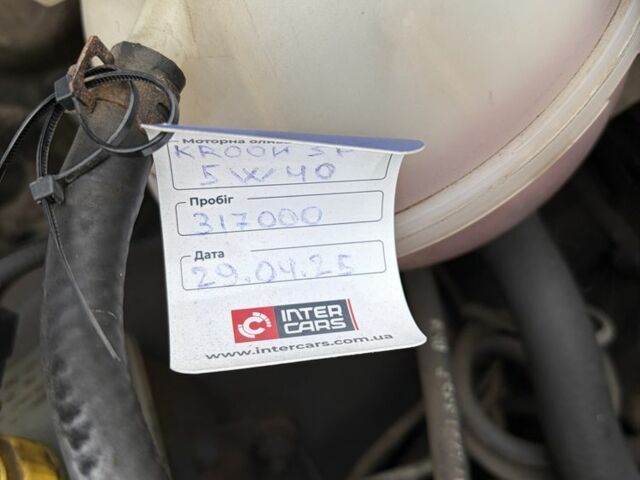 Моторна олива
KROON SP
5W40
Пробіг
317000
Дата
29.04.25
INTER
CARS
www.intercars.com.ua